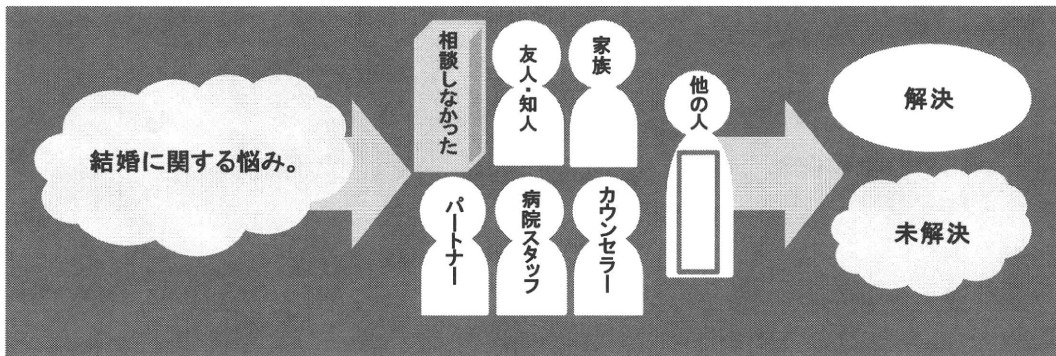 結婚に関する悩み。
相談しなかった
友人・知人
家族
パートナー
病院スタッフ
カウンセラー
他の人
解決
未解決